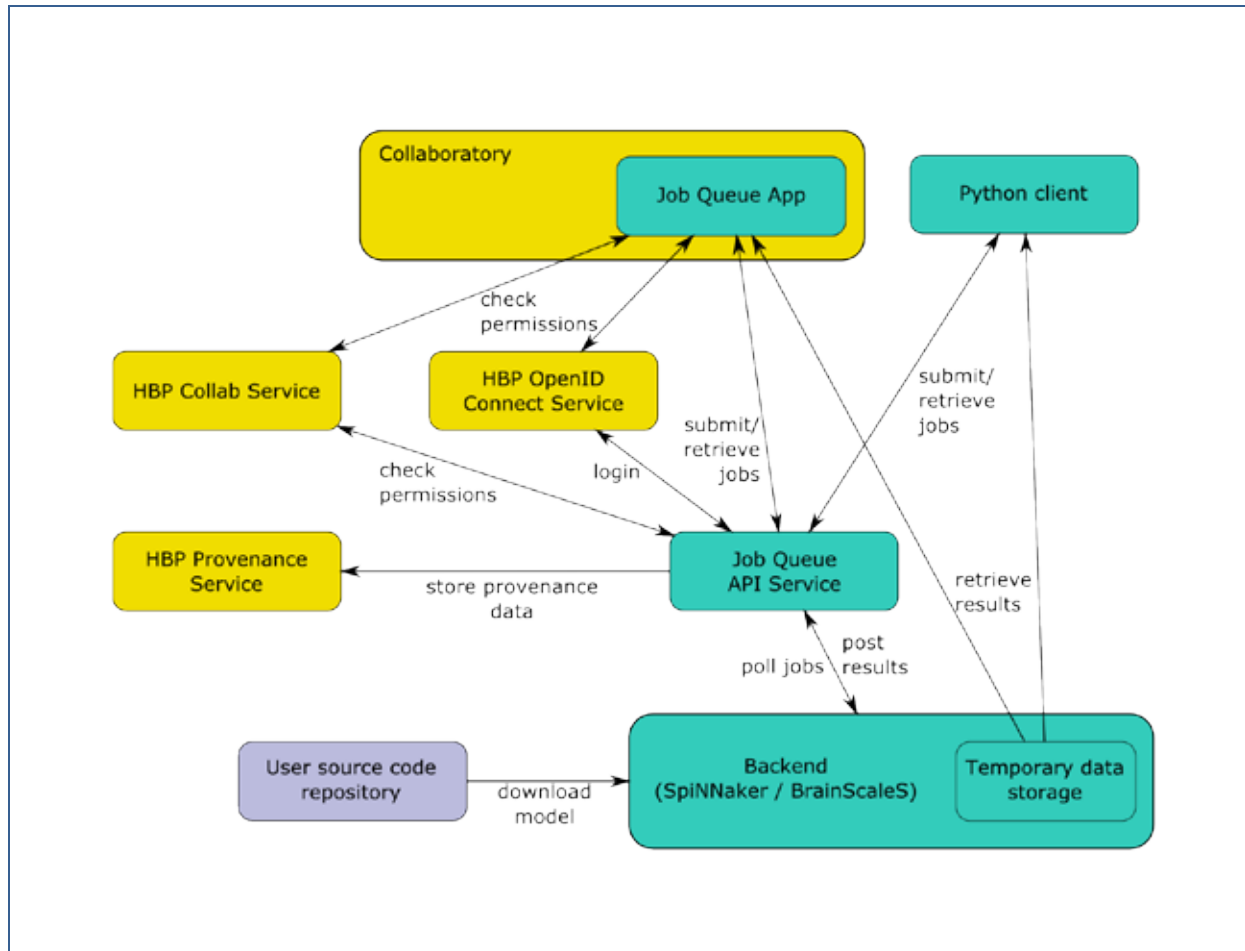 Collaboratory
Job Queue App
Python client
check
permissions
HBP Collab Service
HBP OpenID
Connect Service
submit/
retrieve
jobs
submit/
retrieve
jobs
login
check
permissions
HBP Provenance
Service
Job Queue
API Service
store provenance
data
retrieve
results
poll jobs
post
results
User source code
repository
download
model
Backend
(SpiNNaker / BrainScaleS)
Temporary data
storage